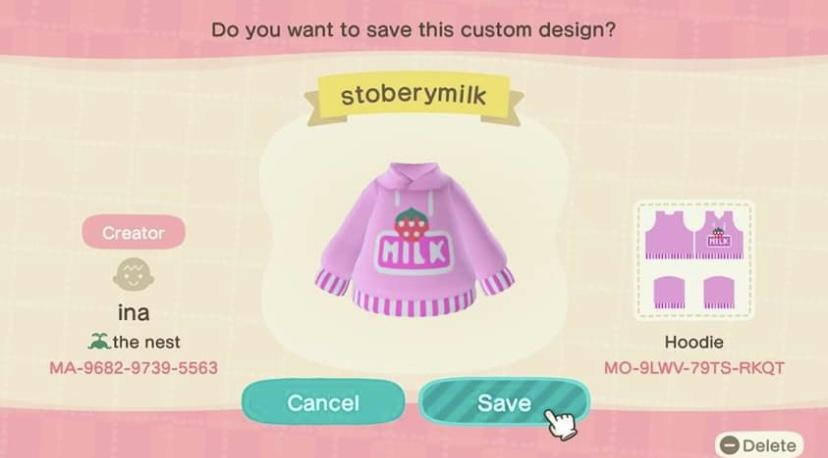 Do you want to save this custom design?
stoberymilk
Creator
ina
the nest
MA-9682-9739-5563
MILK
MILK
Hoodie
MO-9LWV-79TS-RKQT
Cancel
Save
Delete